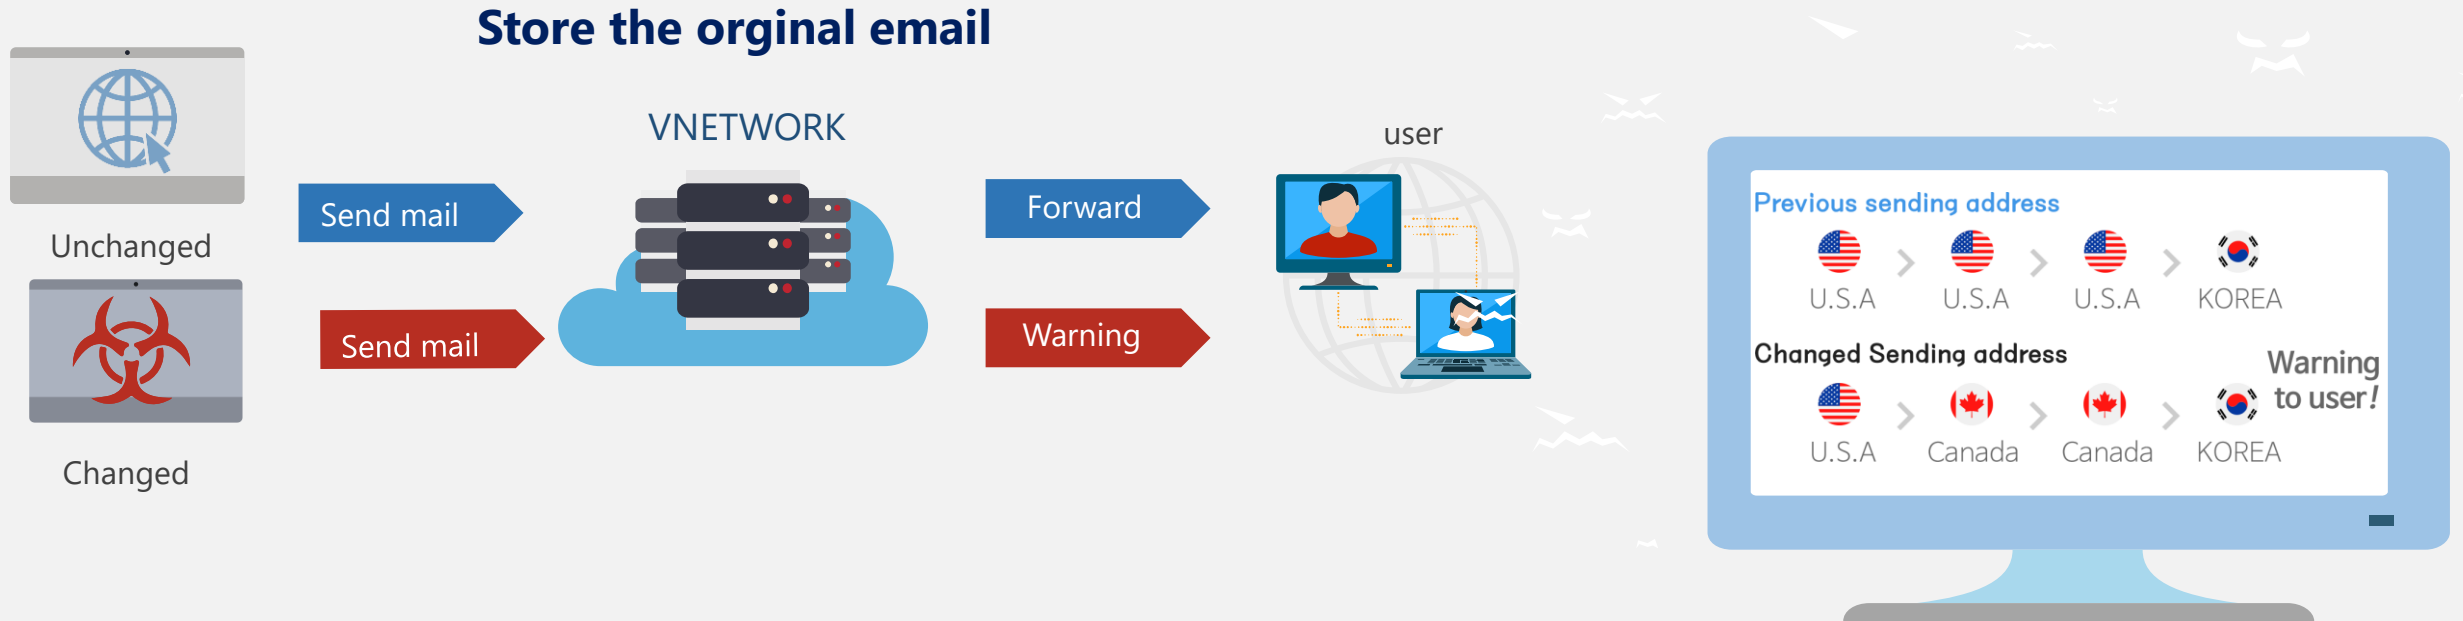 Store the orginal email
VNETWORK
user
Unchanged
Changed
Send mail
Send mail
Forward
Warning
Previous sending address
U.S.A
U.S.A
U.S.A
KOREA
Changed Sending address
Warning
to user!
U.S.A
Canada
Canada
KOREA